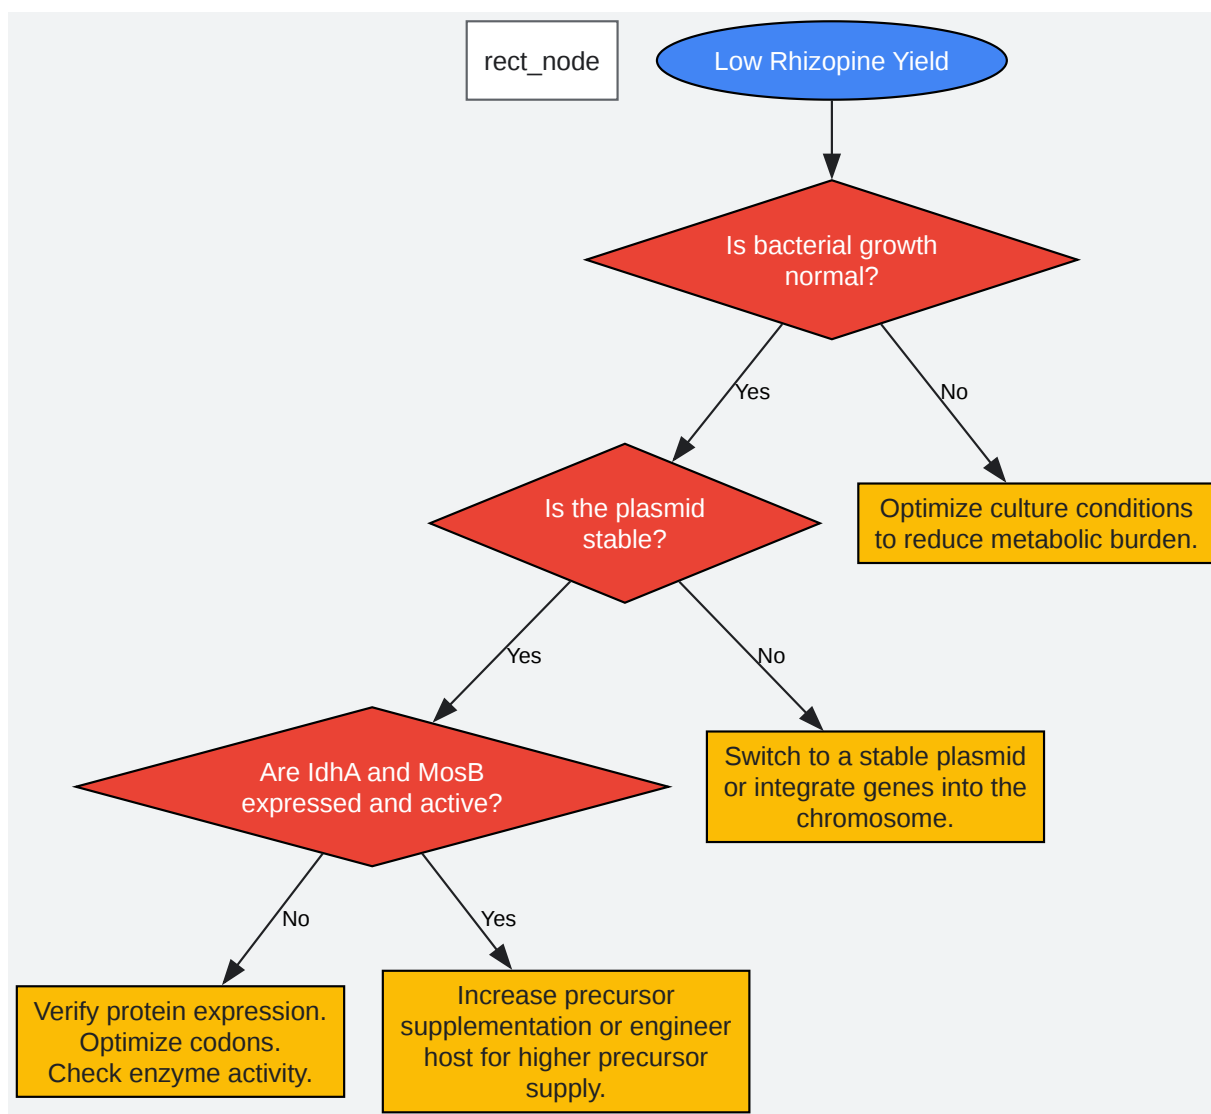 rect_node
Low Rhizopine Yield
Is bacterial growth
normal?
Yes
No
Is the plasmid
stable?
Optimize culture conditions
to reduce metabolic burden.
Yes
No
Are IdhA and MosB
expressed and active?
Switch to a stable plasmid
or integrate genes into the
chromosome.
No
Yes
Verify protein expression.
Optimize codons.
Check enzyme activity.
Increase precursor
supplementation or engineer
host for higher precursor
supply.